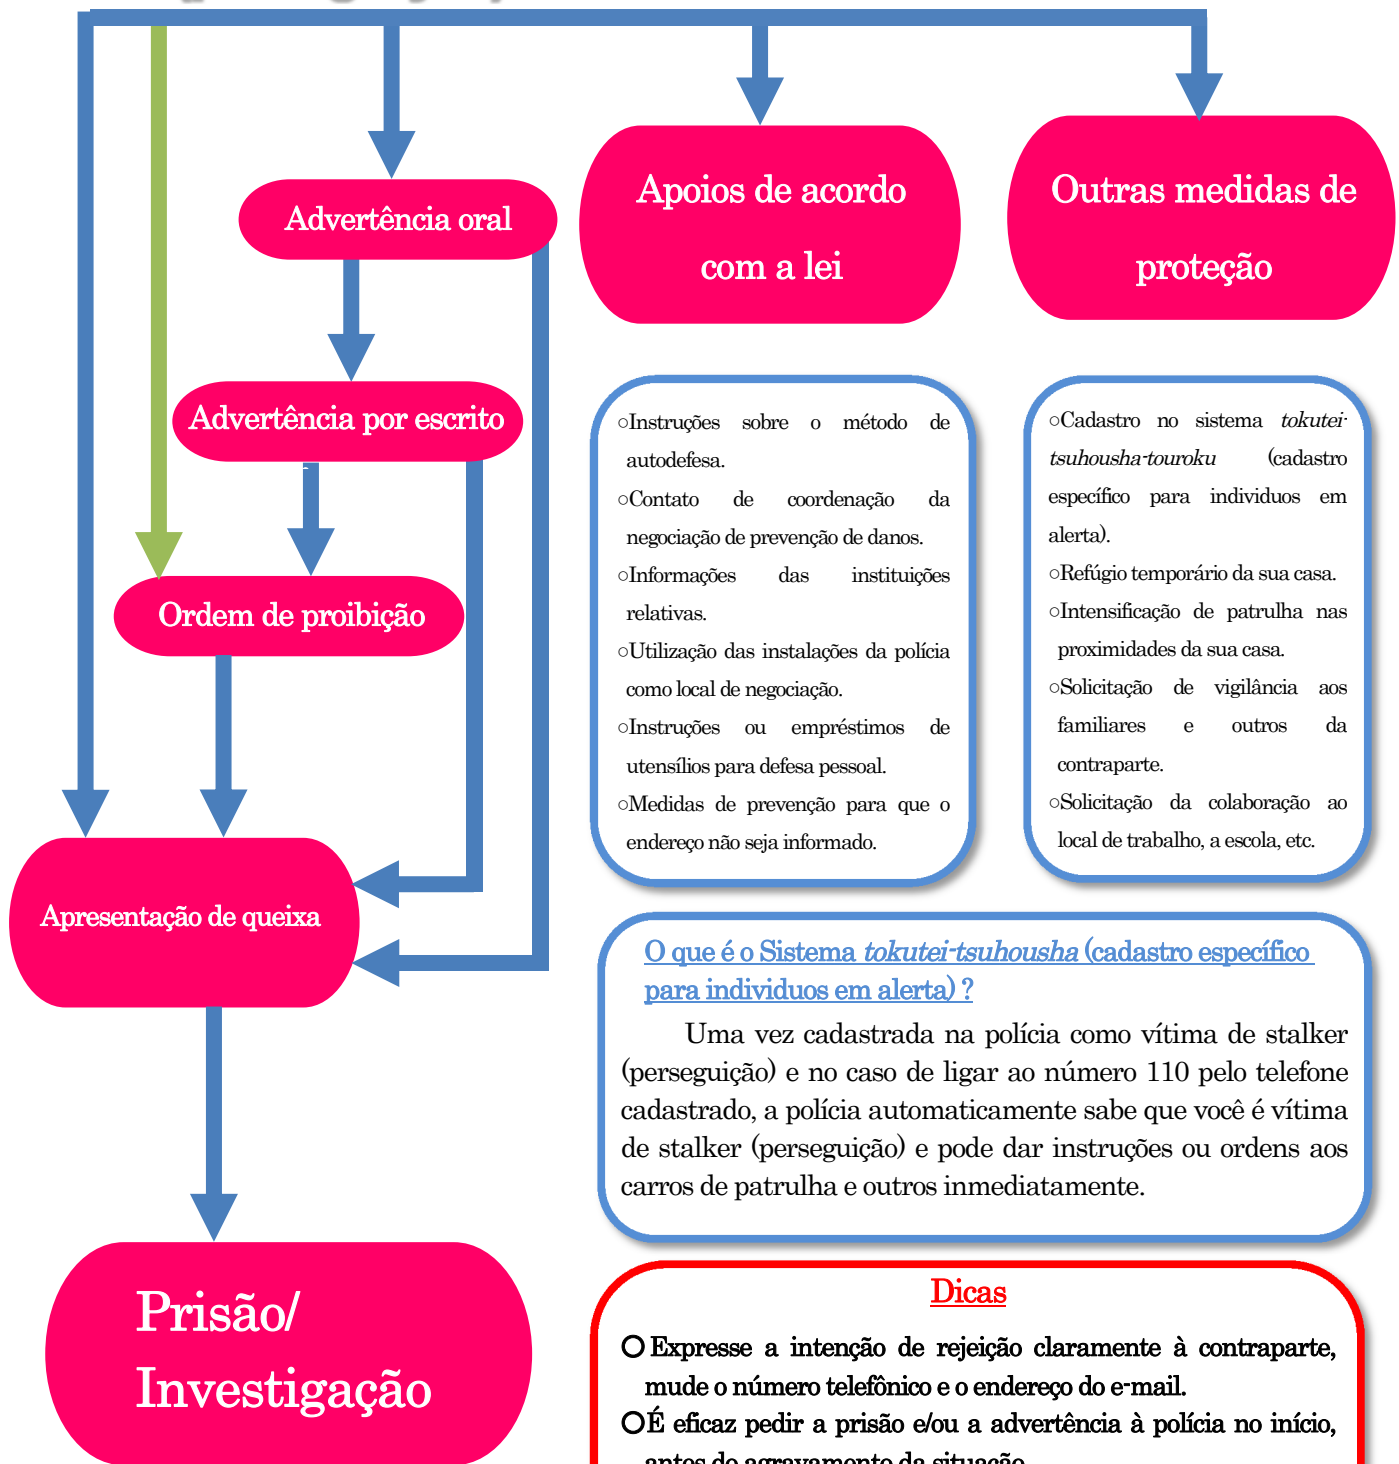 Advertência oral
Apoios de acordo
com a lei
Outras medidas de
proteção
Advertência por escrito
Ordem de proibição
Apresentação de queixa
Prisão/
Investigação
○Instruções sobre o método de
autodefesa.
○Contato de coordenação da
negociação de prevenção de danos.
○Informações das instituições
relativas.
○Utilização das instalações da polícia
como local de negociação.
○Instruções ou empréstimos de
utensílios para defesa pessoal.
○Medidas de prevenção para que o
endereço não seja informado.
○Cadastro no sistema tokutei-
tsuhousha-touroku (cadastro
específico para individuos em
alerta).
○Refúgio temporário da sua casa.
○Intensificação de patrulha nas
proximidades da sua casa.
○Solicitação de vigilância aos
familiares e outros da
contraparte.
○Solicitação da colaboração ao
local de trabalho, a escola, etc.
O que é o Sistema tokutei-tsuhousha (cadastro específico
para individuos em alerta) ?
Uma vez cadastrada na polícia como vítima de stalker
(perseguição) e no caso de ligar ao número 110 pelo telefone
cadastrado, a polícia automaticamente sabe que você é vítima
de stalker (perseguição) e pode dar instruções ou ordens aos
carros de patrulha e outros inmediatamente.
Dicas
○Expresse a intenção de rejeição claramente à contraparte,
mude o número telefônico e o endereço do e-mail.
○É eficaz pedir a prisão e/ou a advertência à polícia no início,
antes do agravamento da situação